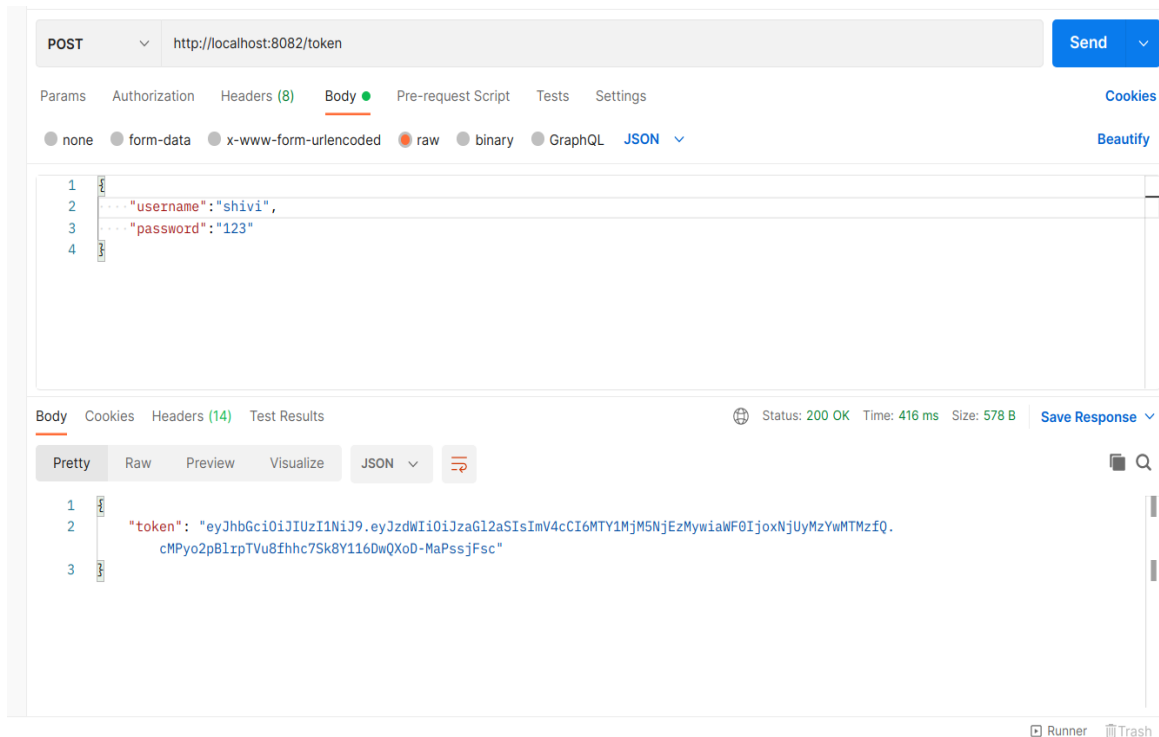 POST http://localhost:8082/token Send
Params Authorization Headers (8) Body Pre-request Script Tests Settings Cookies
none form-data x-www-form-urlencoded raw binary GraphQL JSON Beautify
1 {
2 "username":"shivi",
3 "password":"123"
4 }
Body Cookies Headers (14) Test Results Status: 200 OK Time: 416 ms Size: 578 B Save Response
Pretty Raw Preview Visualize JSON
1 {
2 "token": "eyJhbGciOiJIUzI1NiJ9.eyJzdWIiOiJzaGl2aSIsImV4cCI6MTY1MjM5NjEzMywiaWF0IjoxNjUyMzYwMTMzfQ.
cMPyo2pBlrpTVu8fhhc7Sk8Y116DwQXoD-MaPssjFsc"
3 }
Runner Trash